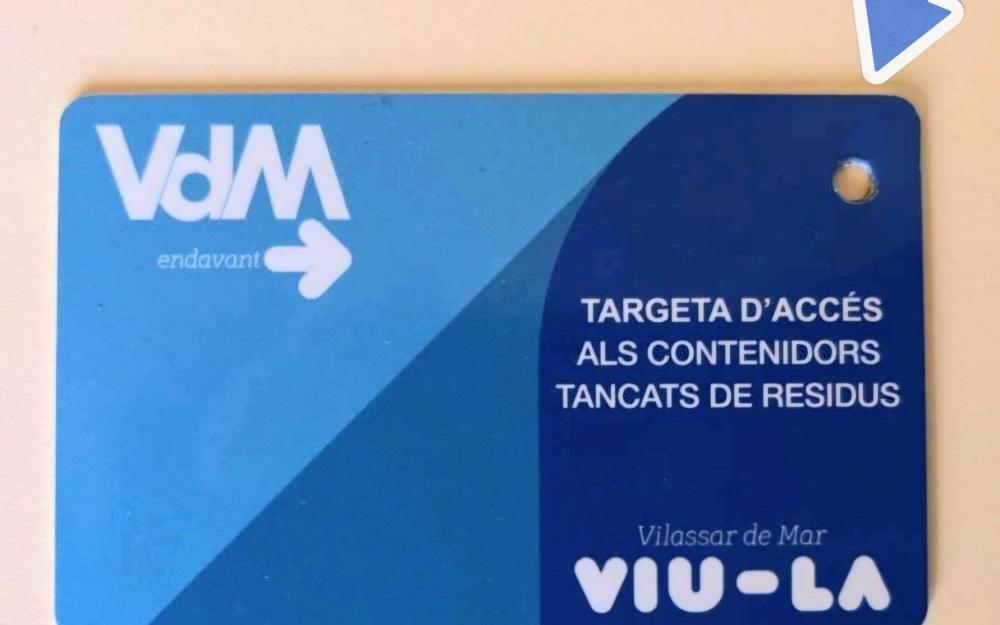 VdM
endavant
TARGETA D'ACCÉS
ALS CONTENIDORS
TANCATS DE RESIDUS
Vilassar de Mar
VIU-LA